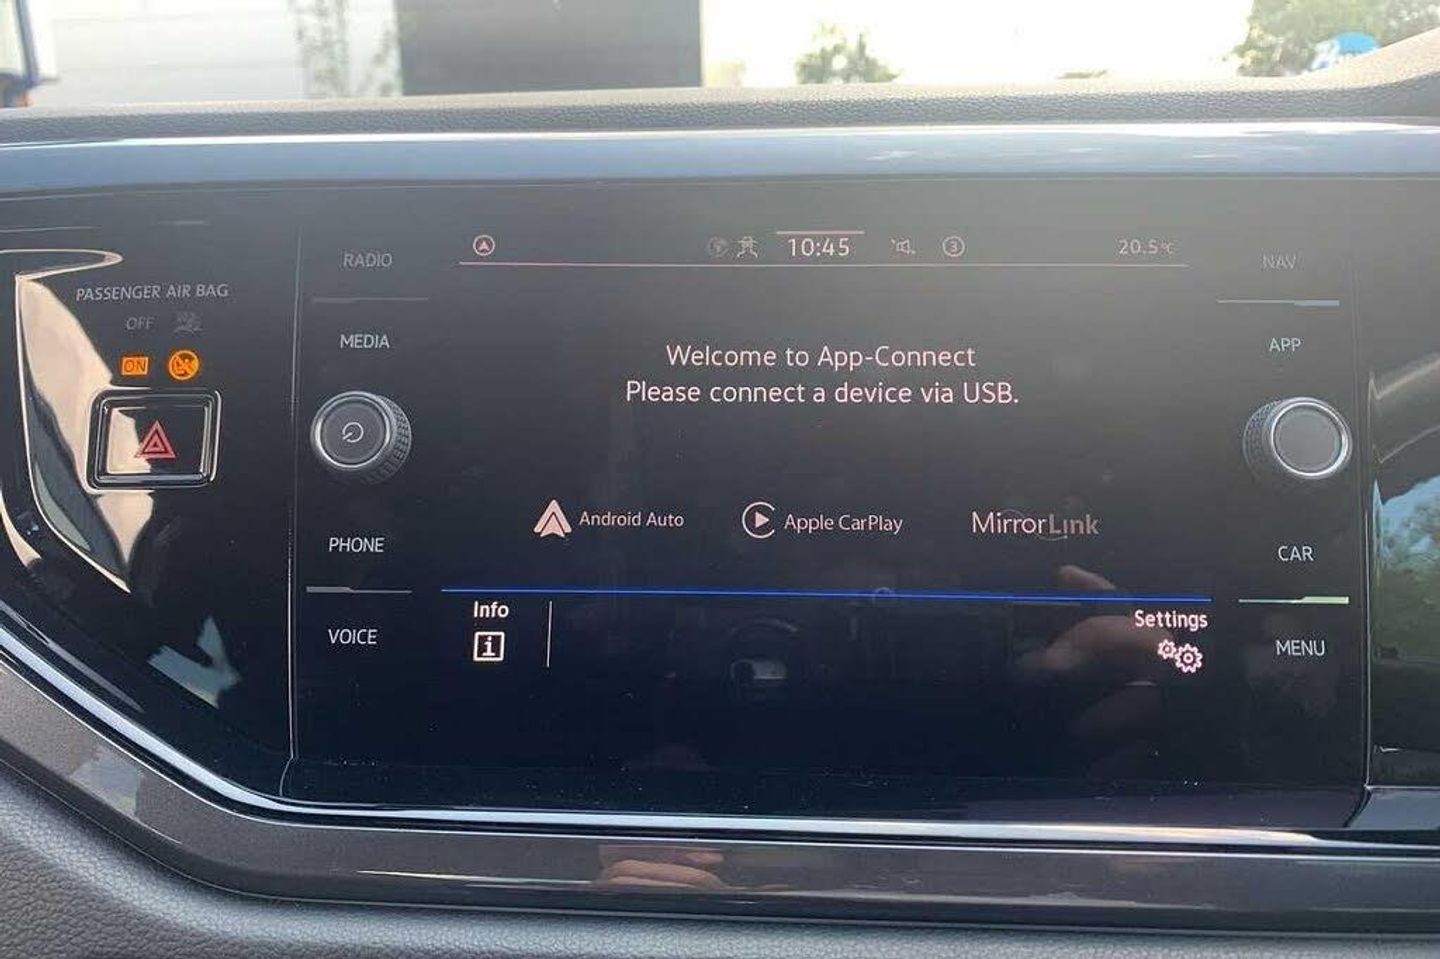 10:45
3
20.5°C
RADIO
NAV
PASSENGER AIR BAG
OFF
ON
MEDIA
APP
Welcome to App-Connect
Please connect a device via USB.
Android Auto
Apple CarPlay
MirrorLink
PHONE
CAR
Info
Settings
VOICE
MENU